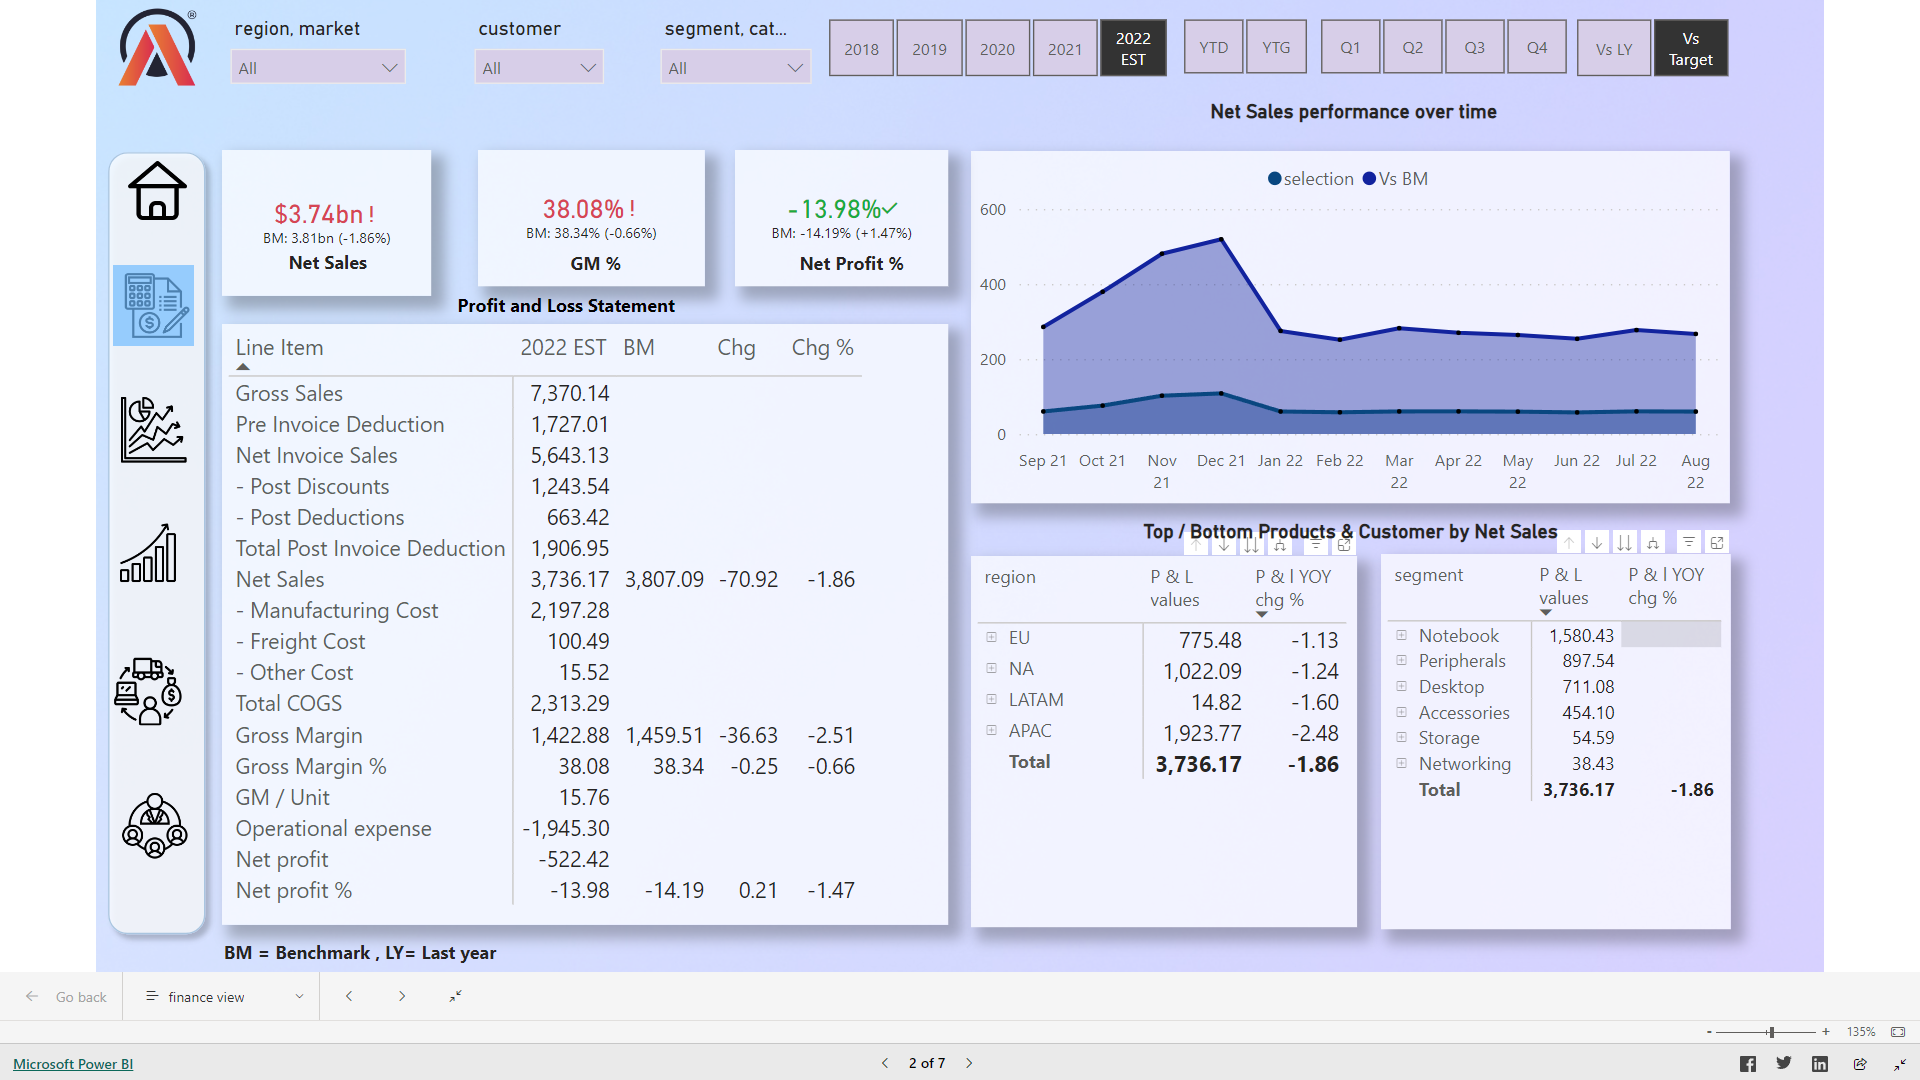 ®
region, market
All
customer
All
segment, cat...
All
2018
2019
2020
2021
2022
EST
YTD
YTG
Q1
Q2
Q3
Q4
Vs LY
Vs
Target
Net Sales performance over time
$3.74bn !
BM: 3.81bn (-1.86%)
Net Sales
38.08% !
BM: 38.34% (-0.66%)
GM %
-13.98%✓
BM: -14.19% (+1.47%)
Net Profit %
selection Vs BM
600
400
200
0
Sep 21 Oct 21 Nov 21 Dec 21 Jan 22 Feb 22 Mar 22 Apr 22 May 22 Jun 22 Jul 22 Aug 22
Profit and Loss Statement
Line Item 2022 EST BM Chg Chg %
Gross Sales 7,370.14
Pre Invoice Deduction 1,727.01
Net Invoice Sales 5,643.13
- Post Discounts 1,243.54
- Post Deductions 663.42
Total Post Invoice Deduction 1,906.95
Net Sales 3,736.17 3,807.09 -70.92 -1.86
- Manufacturing Cost 2,197.28
- Freight Cost 100.49
- Other Cost 15.52
Total COGS 2,313.29
Gross Margin 1,422.88 1,459.51 -36.63 -2.51
Gross Margin % 38.08 38.34 -0.25 -0.66
GM / Unit 15.76
Operational expense -1,945.30
Net profit -522.42
Net profit % -13.98 -14.19 0.21 -1.47
Top / Bottom Products & Customer by Net Sales
region P & L values P & l YOY chg %
EU 775.48 -1.13
NA 1,022.09 -1.24
LATAM 14.82 -1.60
APAC 1,923.77 -2.48
Total 3,736.17 -1.86
segment P & L values P & l YOY chg %
Notebook 1,580.43
Peripherals 897.54
Desktop 711.08
Accessories 454.10
Storage 54.59
Networking 38.43
Total 3,736.17 -1.86
BM = Benchmark , LY= Last year
Go back
finance view
- + 135%
Microsoft Power BI
2 of 7